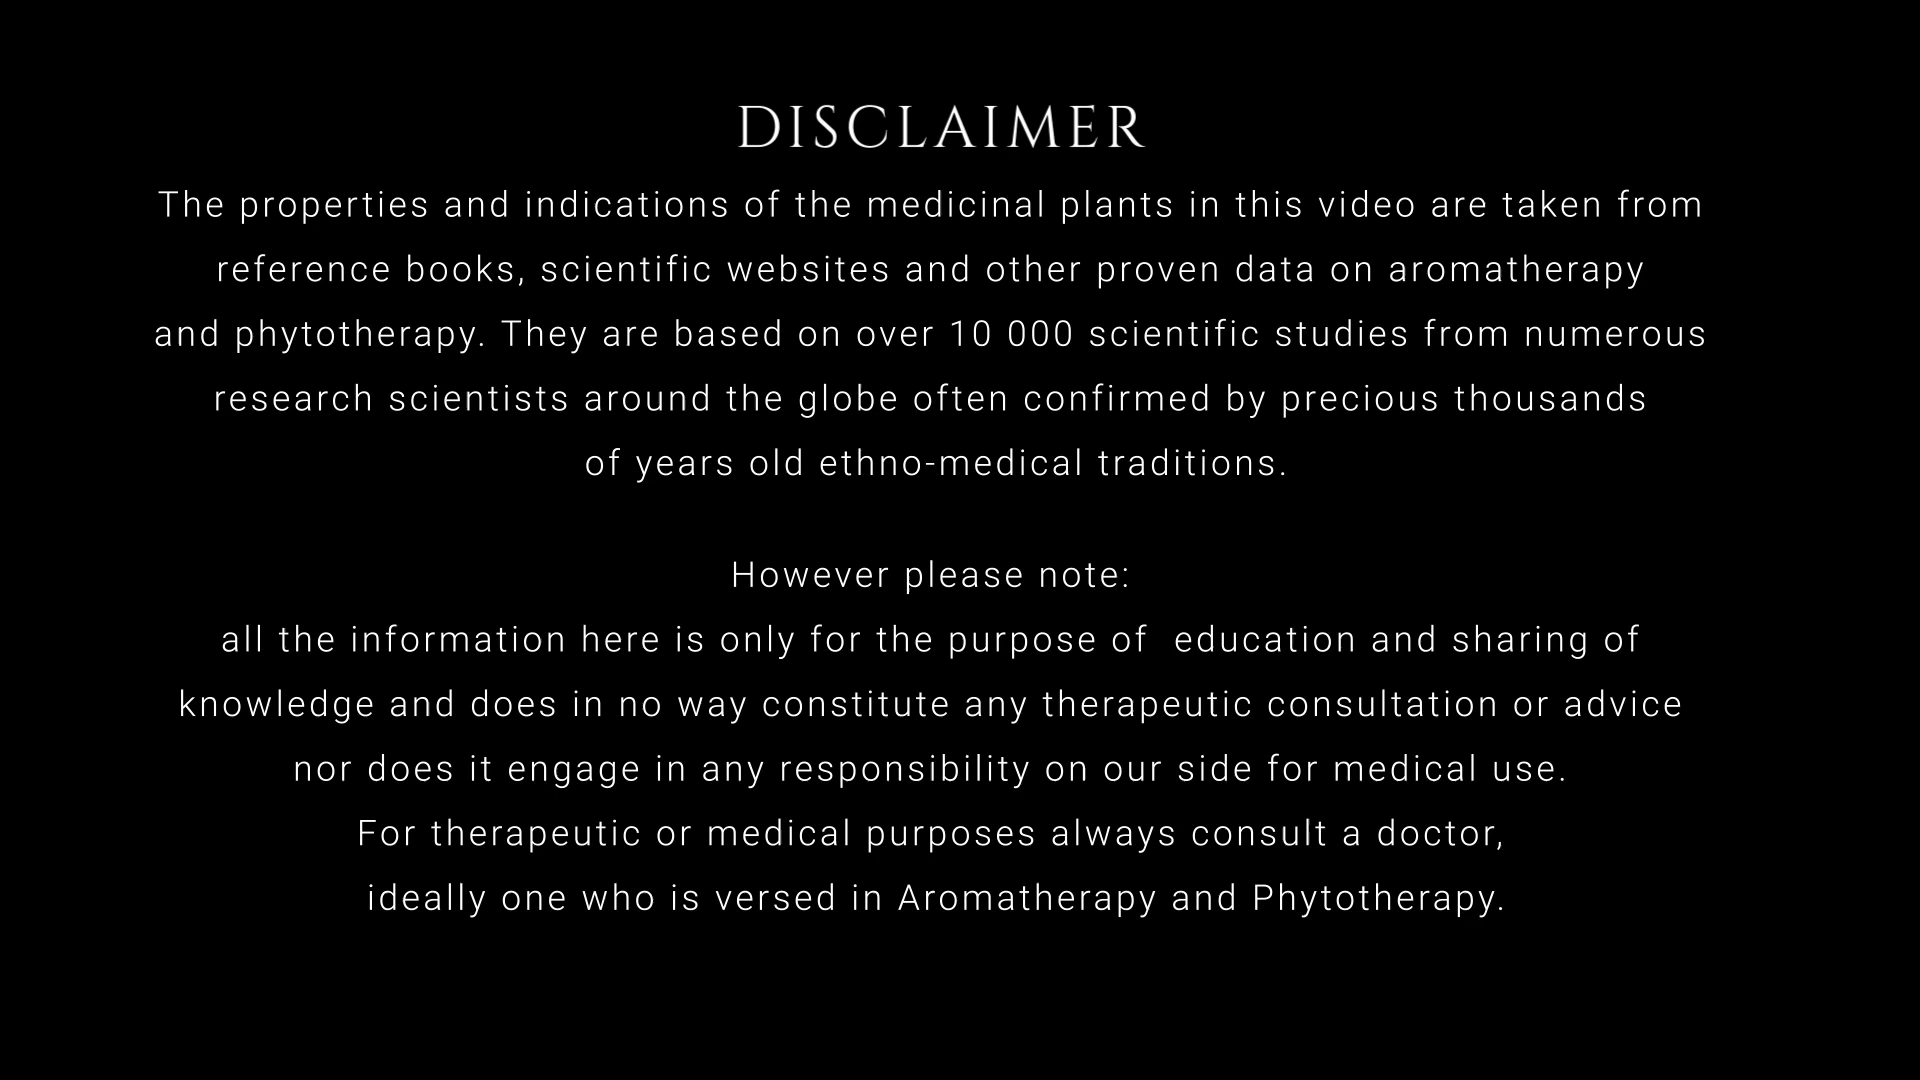 DISCLAIMER
The properties and indications of the medicinal plants in this video are taken from
reference books, scientific websites and other proven data on aromatherapy
and phytotherapy. They are based on over 10 000 scientific studies from numerous
research scientists around the globe often confirmed by precious thousands
of years old ethno-medical traditions.
However please note:
all the information here is only for the purpose of  education and sharing of
knowledge and does in no way constitute any therapeutic consultation or advice
nor does it engage in any responsibility on our side for medical use.
For therapeutic or medical purposes always consult a doctor,
ideally one who is versed in Aromatherapy and Phytotherapy.